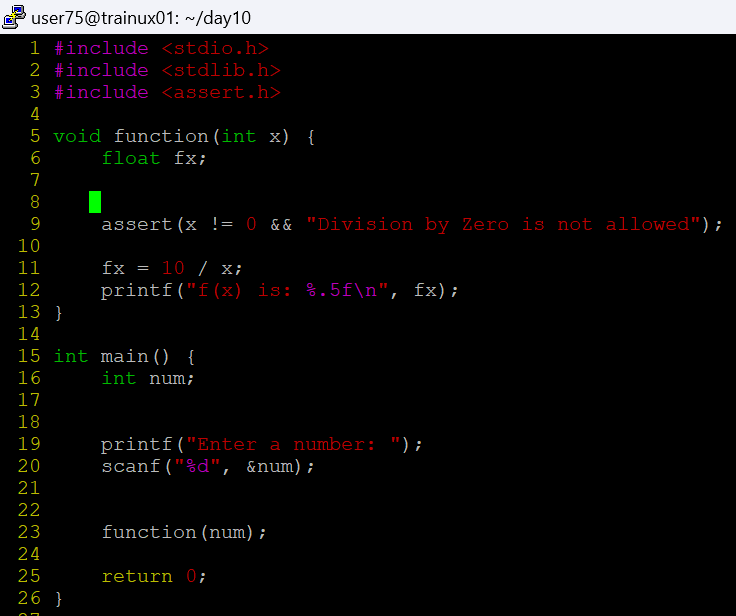 user75@trainux01: ~/day10
1 #include <stdio.h>
2 #include <stdlib.h>
3 #include <assert.h>
4
5 void function(int x) {
6     float fx;
7
8
9     assert(x != 0 && "Division by Zero is not allowed");
10
11     fx = 10 / x;
12     printf("f(x) is: %.5f\n", fx);
13 }
14
15 int main() {
16     int num;
17
18
19     printf("Enter a number: ");
20     scanf("%d", &num);
21
22
23     function(num);
24
25     return 0;
26 }
27